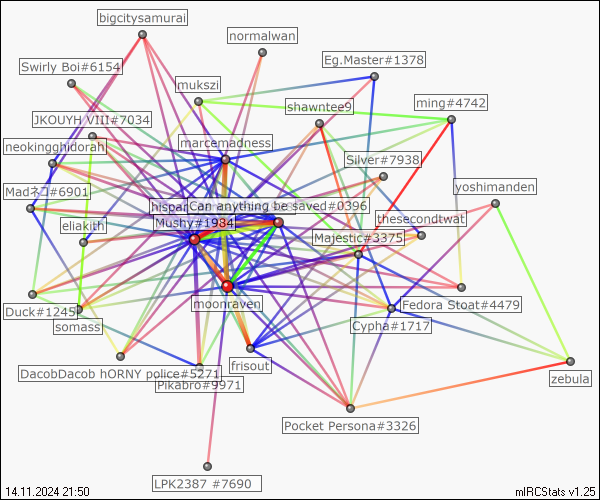 bigcitysamurai
normalwan
Eg.Master#1378
Swirly Boi#6154
mukszi
shawntee9
ming#4742
JKOUYH VIII#7034
marcemadness
neokingghidorah
Silver#7938
yoshimanden
Madネコ#6901
Can anything be saved#0396
thesecondtwat
eliakith
Mushy#1984
Majestic#3375
moonraven
Fedora Stoat#4479
Duck#1245
somass
Cypha#1717
frisout
DacobDacob hORNY police#5271
zebula
Pikabro#9971
Pocket Persona#3326
LPK2387 #7690
14.11.2024 21:50
mIRCStats v1.25